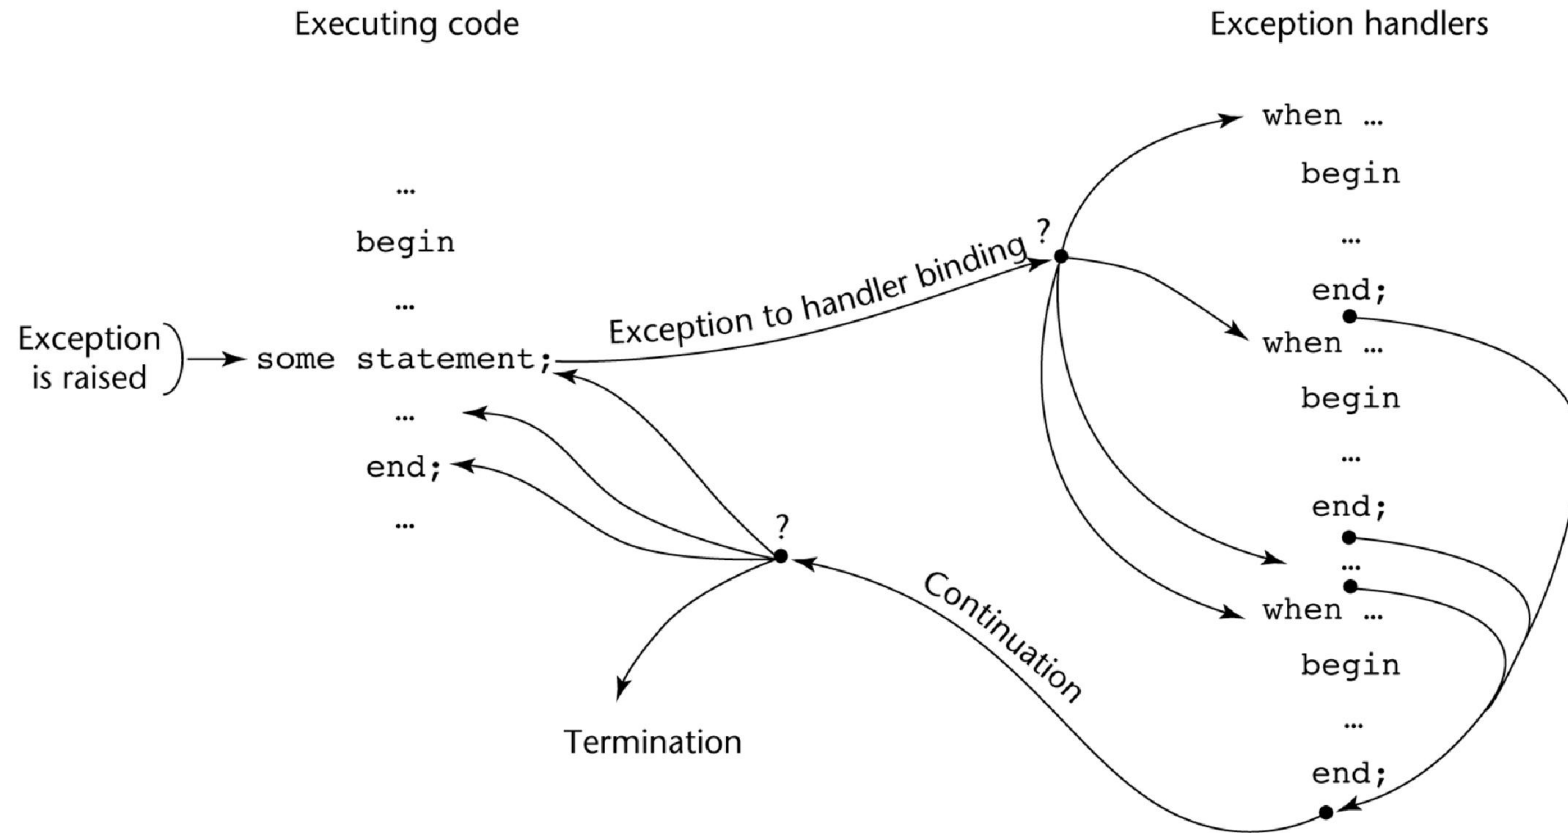 Executing code
Exception handlers
…
begin
…
Exception
is raised
some statement;
…
end;
…
Exception to handler binding
?
when …
begin
…
end;
when …
begin
…
end;
…
when …
begin
…
end;
Continuation
?
Termination